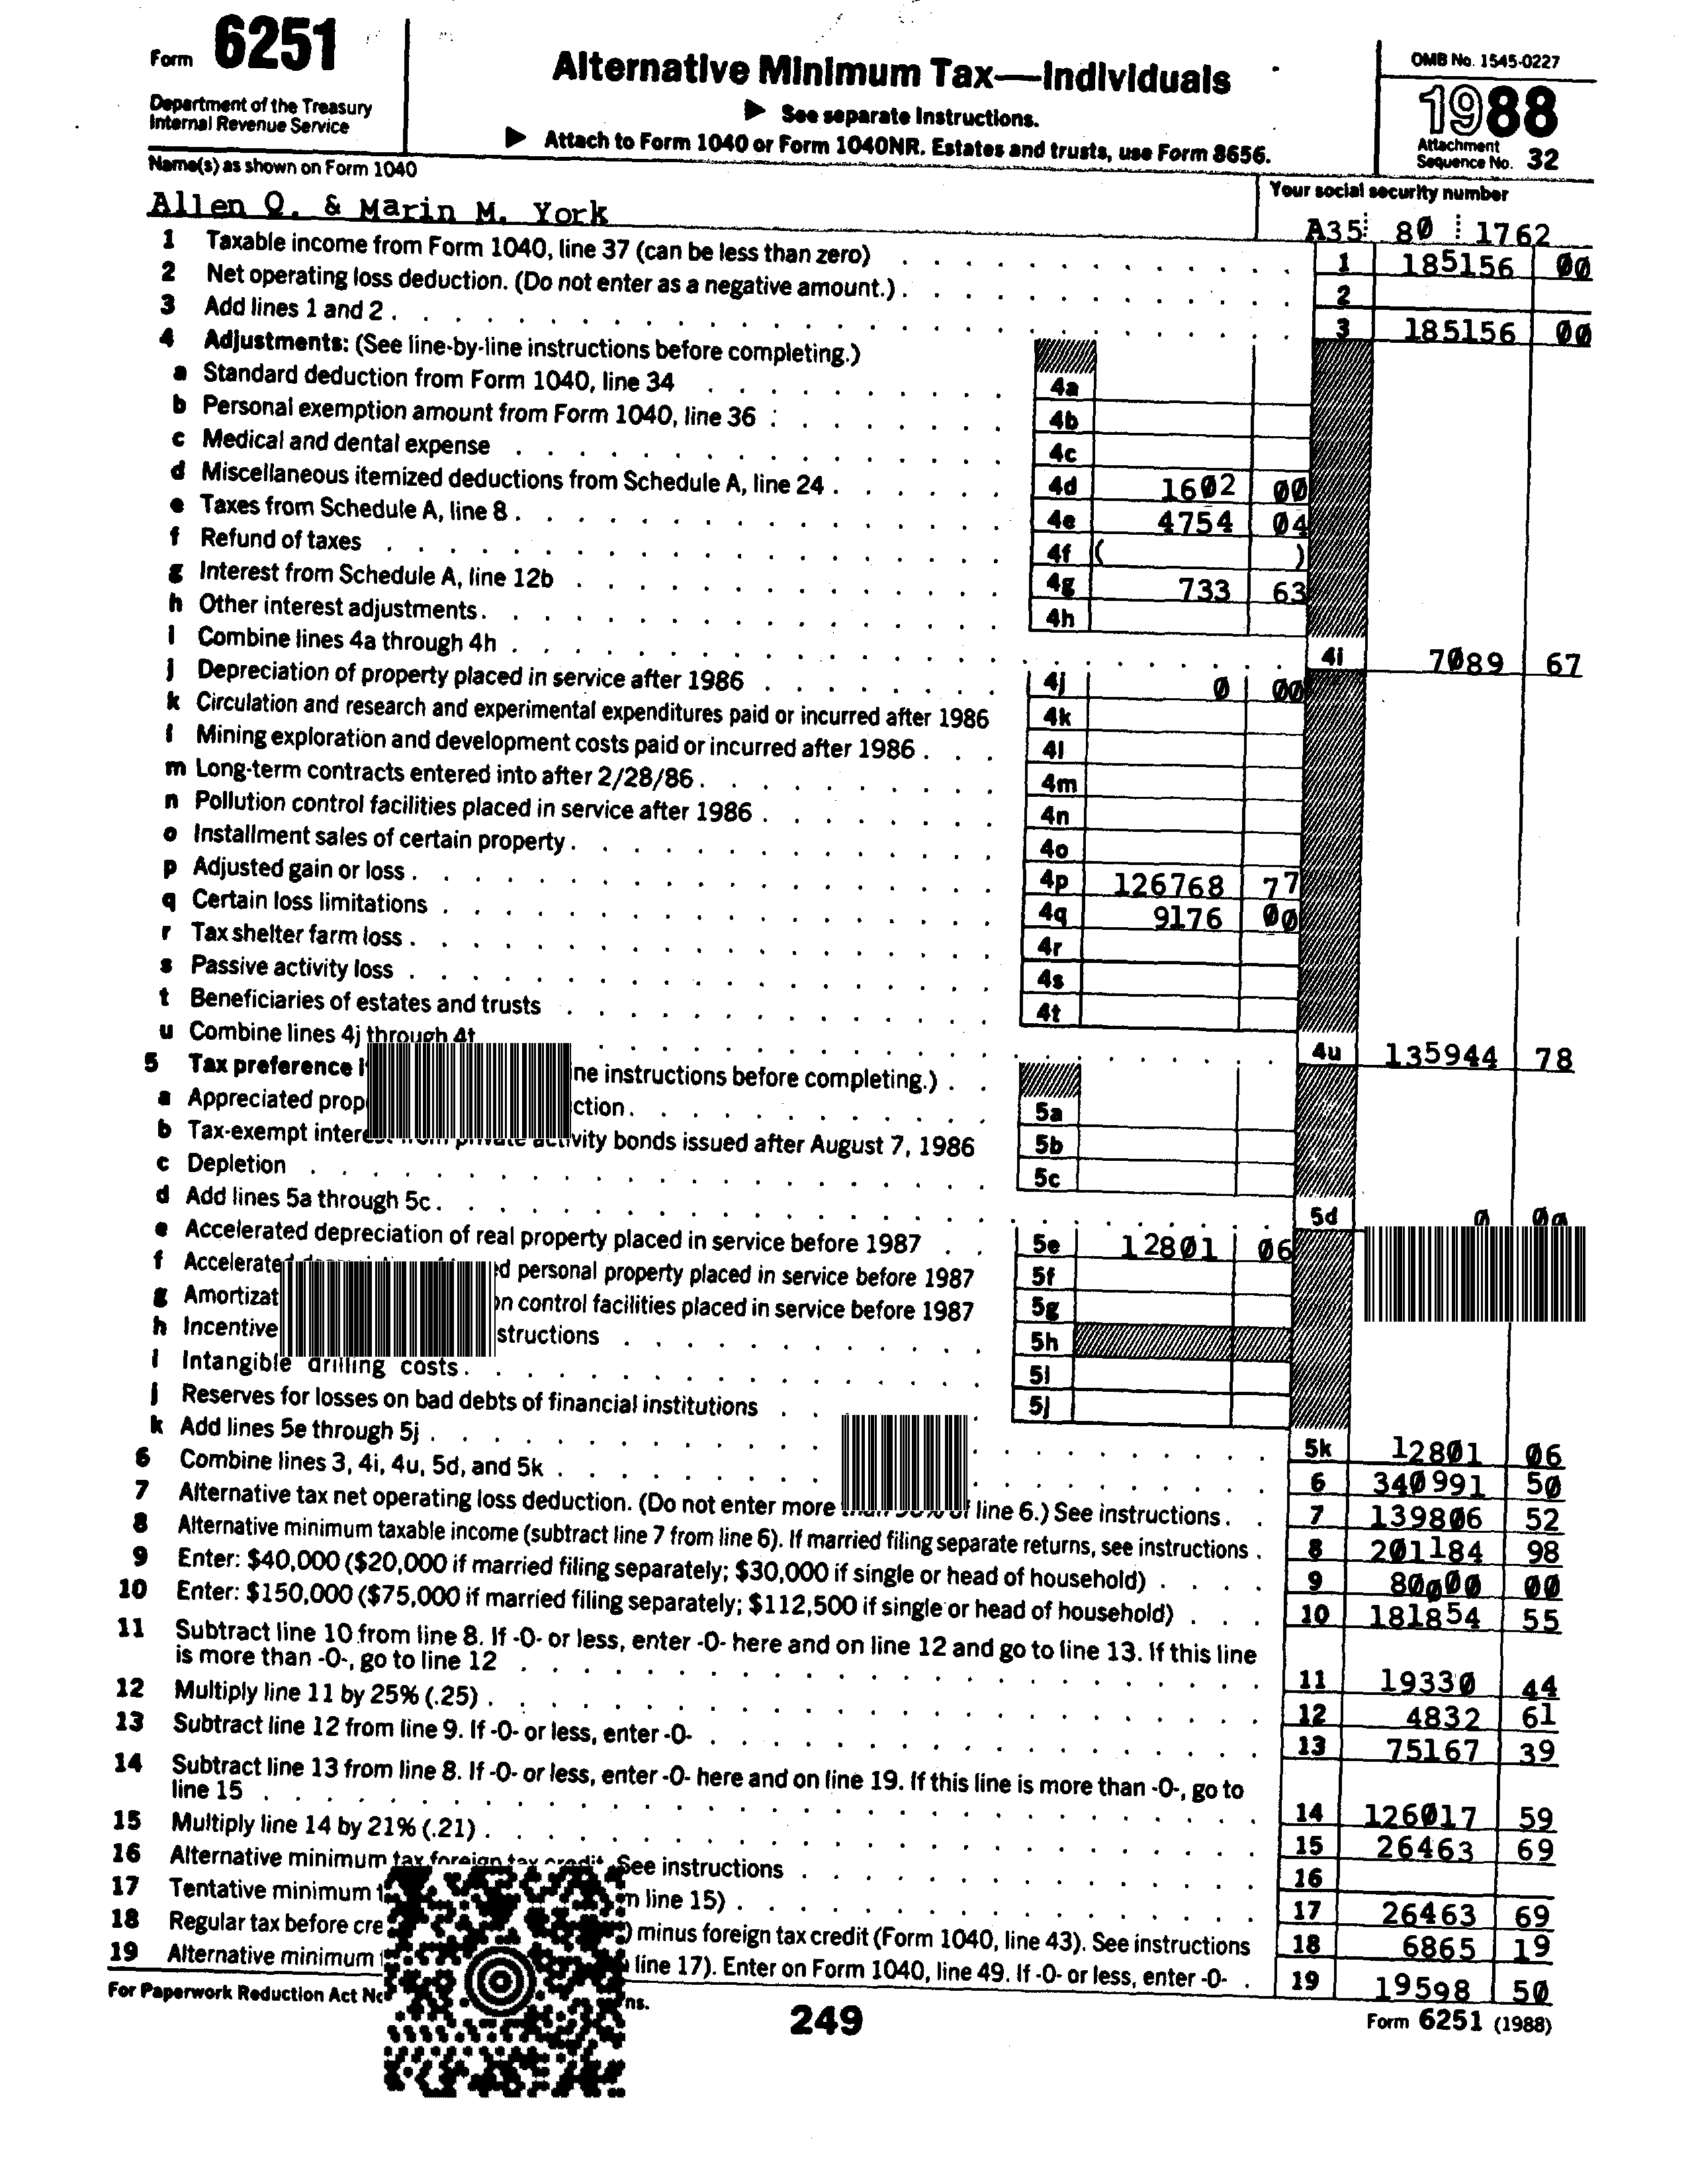 Form 6251
Department of the Treasury
Internal Revenue Service
Alternative Minimum Tax—Individuals
▶ See separate Instructions.
▶ Attach to Form 1040 or Form 1040NR. Estates and trusts, use Form 8656.
OMB No. 1545-0227
1988
Attachment
Sequence No. 32
Name(s) as shown on Form 1040
Your social security number
Allen Q. & Marin M. York
A35 80 1762
1 Taxable income from Form 1040, line 37 (can be less than zero) 1 185156 00
2 Net operating loss deduction. (Do not enter as a negative amount.) 2
3 Add lines 1 and 2 3 185156 00
4 Adjustments: (See line-by-line instructions before completing.)
a Standard deduction from Form 1040, line 34 4a
b Personal exemption amount from Form 1040, line 36 4b
c Medical and dental expense 4c
d Miscellaneous itemized deductions from Schedule A, line 24 4d 1602 00
e Taxes from Schedule A, line 8 4e 4754 04
f Refund of taxes 4f ( )
g Interest from Schedule A, line 12b 4g 733 63
h Other interest adjustments 4h
i Combine lines 4a through 4h 4i 7089 67
j Depreciation of property placed in service after 1986 4j 0 00
k Circulation and research and experimental expenditures paid or incurred after 1986 4k
l Mining exploration and development costs paid or incurred after 1986 4l
m Long-term contracts entered into after 2/28/86 4m
n Pollution control facilities placed in service after 1986 4n
o Installment sales of certain property 4o
p Adjusted gain or loss 4p 126768 77
q Certain loss limitations 4q 9176 00
r Tax shelter farm loss 4r
s Passive activity loss 4s
t Beneficiaries of estates and trusts 4t
u Combine lines 4j through 4t 4u 135944 78
5 Tax preference ne instructions before completing.)
a Appreciated prop ction 5a
b Tax-exempt interest from private activity bonds issued after August 7, 1986 5b
c Depletion 5c
d Add lines 5a through 5c 5d 0 00
e Accelerated depreciation of real property placed in service before 1987 5e 12801 06
f Accelerate d personal property placed in service before 1987 5f
g Amortizat on control facilities placed in service before 1987 5g
h Incentive structions 5h
i Intangible drilling costs 5i
j Reserves for losses on bad debts of financial institutions 5j
k Add lines 5e through 5j 5k 12801 06
6 Combine lines 3, 4i, 4u, 5d, and 5k 6 340991 50
7 Alternative tax net operating loss deduction. (Do not enter more than 90% of line 6.) See instructions 7 139806 52
8 Alternative minimum taxable income (subtract line 7 from line 6). If married filing separate returns, see instructions 8 201184 98
9 Enter: $40,000 ($20,000 if married filing separately; $30,000 if single or head of household) 9 80000 00
10 Enter: $150,000 ($75,000 if married filing separately; $112,500 if single or head of household) 10 181854 55
11 Subtract line 10 from line 8. If -0- or less, enter -0- here and on line 12 and go to line 13. If this line
is more than -0-, go to line 12 11 19330 44
12 Multiply line 11 by 25% (.25) 12 4832 61
13 Subtract line 12 from line 9. If -0- or less, enter -0- 13 75167 39
14 Subtract line 13 from line 8. If -0- or less, enter -0- here and on line 19. If this line is more than -0-, go to
line 15 14 126017 59
15 Multiply line 14 by 21% (.21) 15 26463 69
16 Alternative minimum tax foreign tax credit. See instructions 16
17 Tentative minimum n line 15) 17 26463 69
18 Regular tax before cre ) minus foreign tax credit (Form 1040, line 43). See instructions 18 6865 19
19 Alternative minimum line 17). Enter on Form 1040, line 49. If -0- or less, enter -0- 19 19598 50
For Paperwork Reduction Act No ns.
249
Form 6251 (1988)